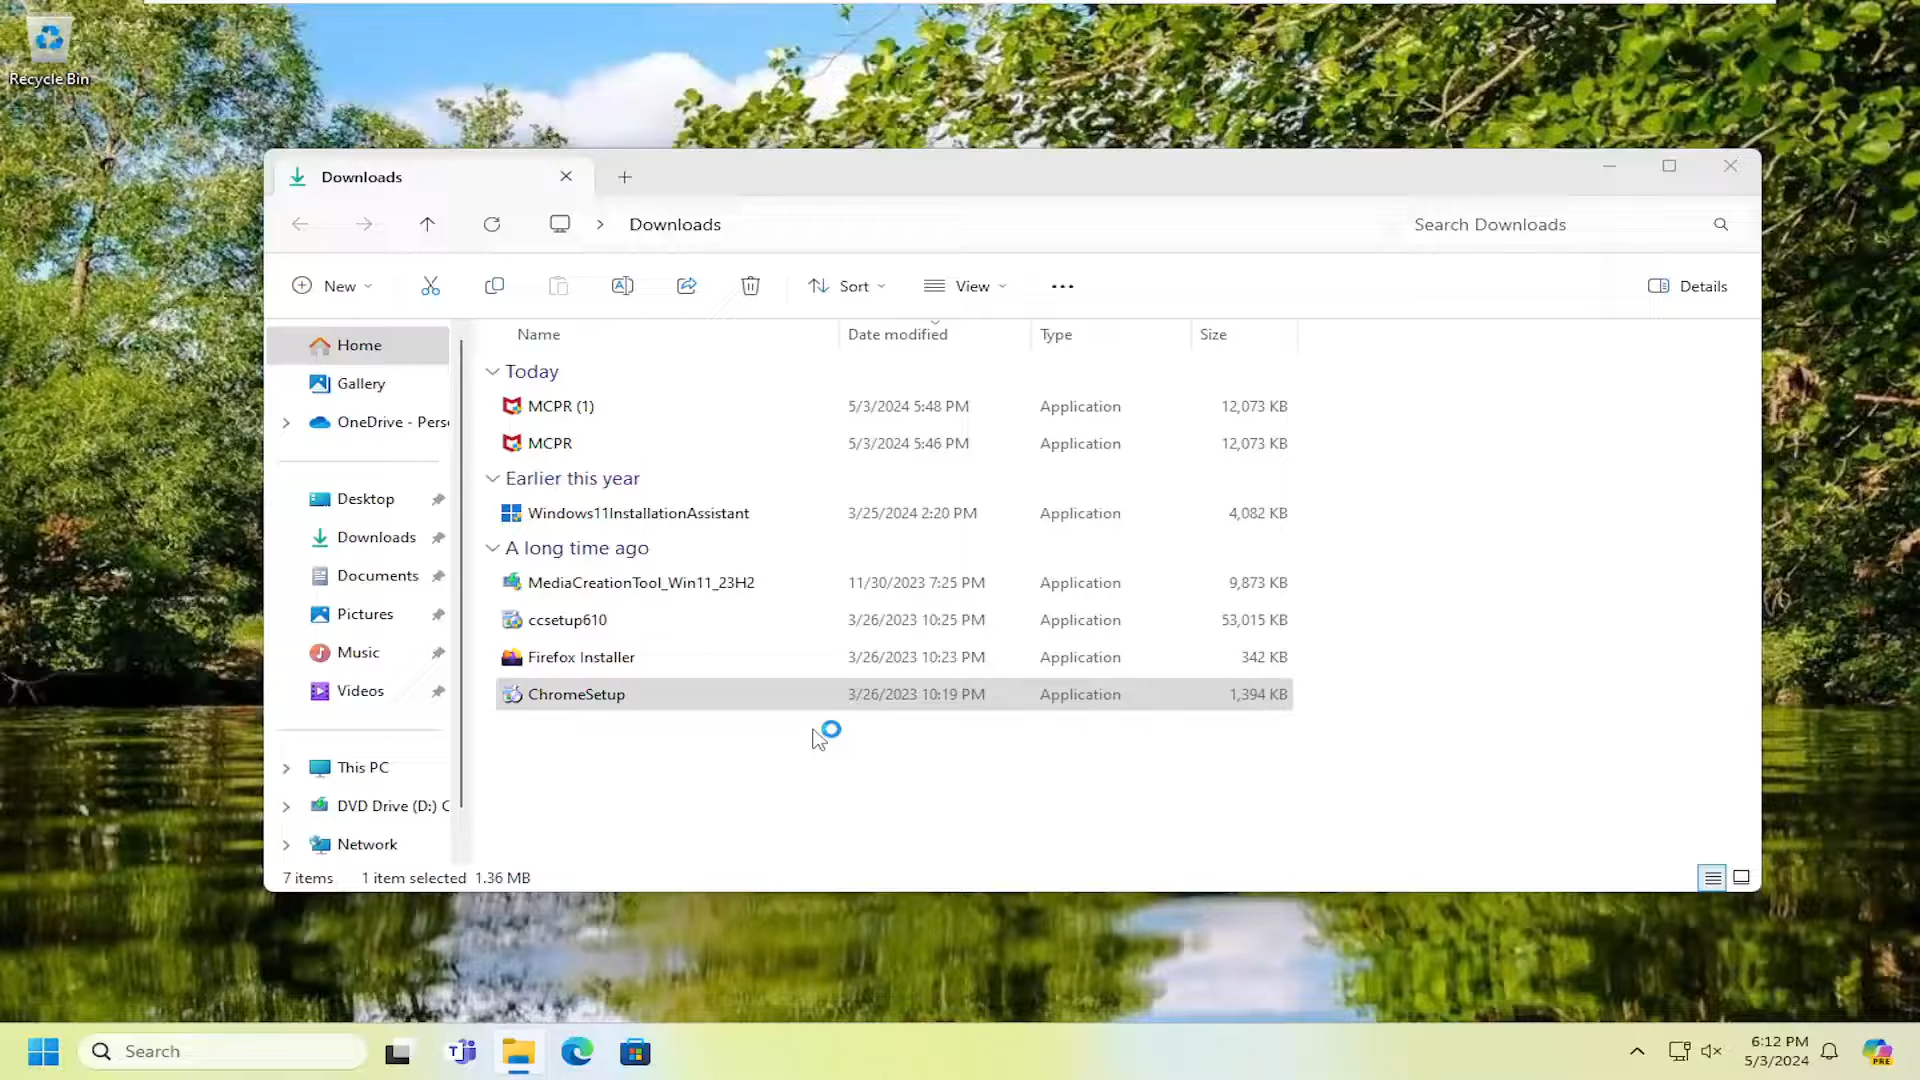 Recycle Bin
Downloads
Downloads
Search Downloads
New
Sort
View
Details
Name Date modified Type Size
Home
Gallery
OneDrive - Pers
Desktop
Downloads
Documents
Pictures
Music
Videos
This PC
DVD Drive (D:) C
Network
Today
MCPR (1) 5/3/2024 5:48 PM Application 12,073 KB
MCPR 5/3/2024 5:46 PM Application 12,073 KB
Earlier this year
Windows11InstallationAssistant 3/25/2024 2:20 PM Application 4,082 KB
A long time ago
MediaCreationTool_Win11_23H2 11/30/2023 7:25 PM Application 9,873 KB
ccsetup610 3/26/2023 10:25 PM Application 53,015 KB
Firefox Installer 3/26/2023 10:23 PM Application 342 KB
ChromeSetup 3/26/2023 10:19 PM Application 1,394 KB
7 items 1 item selected 1.36 MB
Search
6:12 PM
5/3/2024
PRE